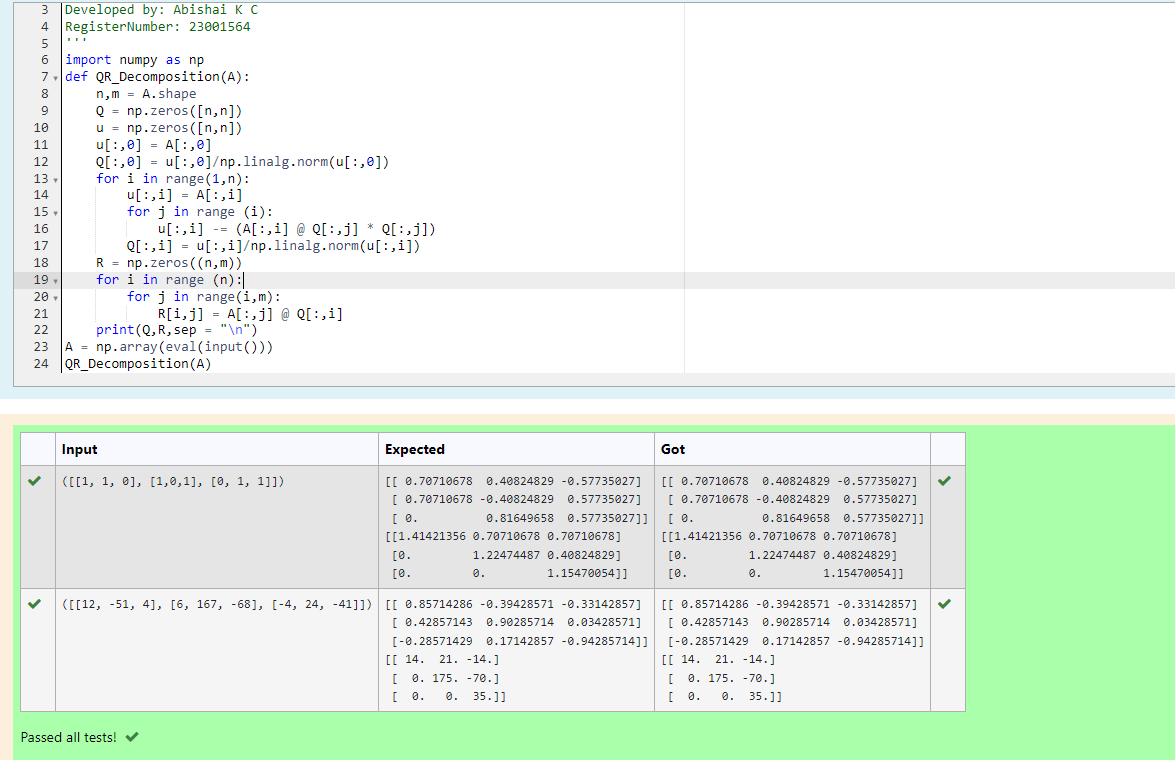 3 Developed by: Abishai K C
4 RegisterNumber: 23001564
5 '''
6 import numpy as np
7 def QR_Decomposition(A):
8     n,m = A.shape
9     Q = np.zeros([n,n])
10     u = np.zeros([n,n])
11     u[:,0] = A[:,0]
12     Q[:,0] = u[:,0]/np.linalg.norm(u[:,0])
13     for i in range(1,n):
14         u[:,i] = A[:,i]
15         for j in range (i):
16             u[:,i] -= (A[:,i] @ Q[:,j] * Q[:,j])
17         Q[:,i] = u[:,i]/np.linalg.norm(u[:,i])
18     R = np.zeros((n,m))
19     for i in range (n):
20         for j in range(i,m):
21             R[i,j] = A[:,j] @ Q[:,i]
22     print(Q,R,sep = "\n")
23 A = np.array(eval(input()))
24 QR_Decomposition(A)
Input Expected Got
([[1, 1, 0], [1,0,1], [0, 1, 1]]) [[ 0.70710678  0.40824829 -0.57735027] [[ 0.70710678  0.40824829 -0.57735027]
[ 0.70710678 -0.40824829  0.57735027] [ 0.70710678 -0.40824829  0.57735027]
[ 0.          0.81649658  0.57735027]] [ 0.          0.81649658  0.57735027]]
[[1.41421356 0.70710678 0.70710678] [[1.41421356 0.70710678 0.70710678]
[0.         1.22474487 0.40824829] [0.         1.22474487 0.40824829]
[0.         0.         1.15470054]] [0.         0.         1.15470054]]
([[12, -51, 4], [6, 167, -68], [-4, 24, -41]]) [[ 0.85714286 -0.39428571 -0.33142857] [[ 0.85714286 -0.39428571 -0.33142857]
[ 0.42857143  0.90285714  0.03428571] [ 0.42857143  0.90285714  0.03428571]
[-0.28571429  0.17142857 -0.94285714]] [-0.28571429  0.17142857 -0.94285714]]
[[ 14.  21. -14.] [[ 14.  21. -14.]
[  0. 175. -70.] [  0. 175. -70.]
[  0.   0.  35.]] [  0.   0.  35.]]
Passed all tests!